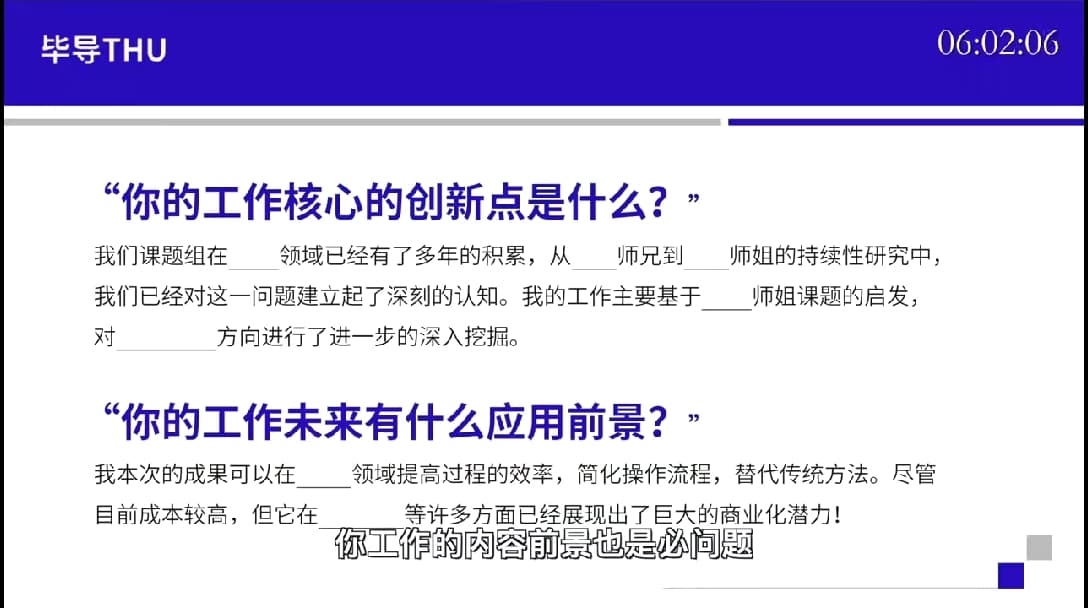 毕导THU
06:02:06
“你的工作核心的创新点是什么？”
我们课题组在____领域已经有了多年的积累，从____师兄到____师姐的持续性研究中，
我们已经对这一问题建立起了深刻的认知。我的工作主要基于____师姐课题的启发，
对________方向进行了进一步的深入挖掘。
“你的工作未来有什么应用前景？”
我本次的成果可以在____领域提高过程的效率，简化操作流程，替代传统方法。尽管
目前成本较高，但它在______等许多方面已经展现出了巨大的商业化潜力！
你工作的内容前景也是必问题